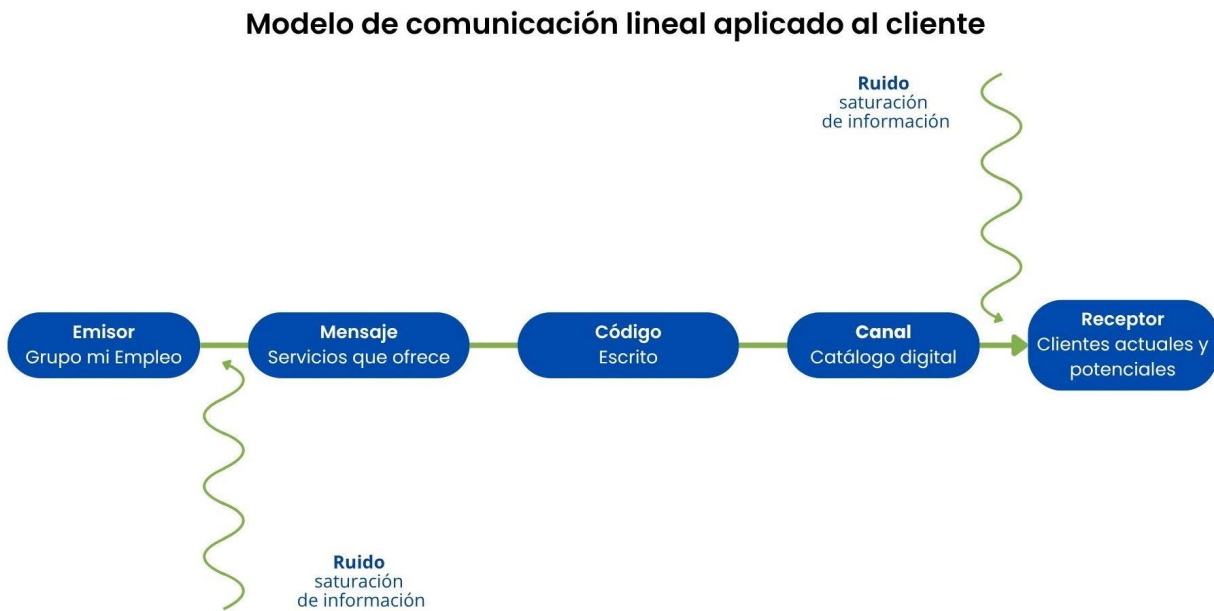 Modelo de comunicación lineal aplicado al cliente
Ruido
saturación
de información
Emisor
Grupo mi Empleo
Mensaje
Servicios que ofrece
Código
Escrito
Canal
Catálogo digital
Receptor
Clientes actuales y
potenciales
Ruido
saturación
de información